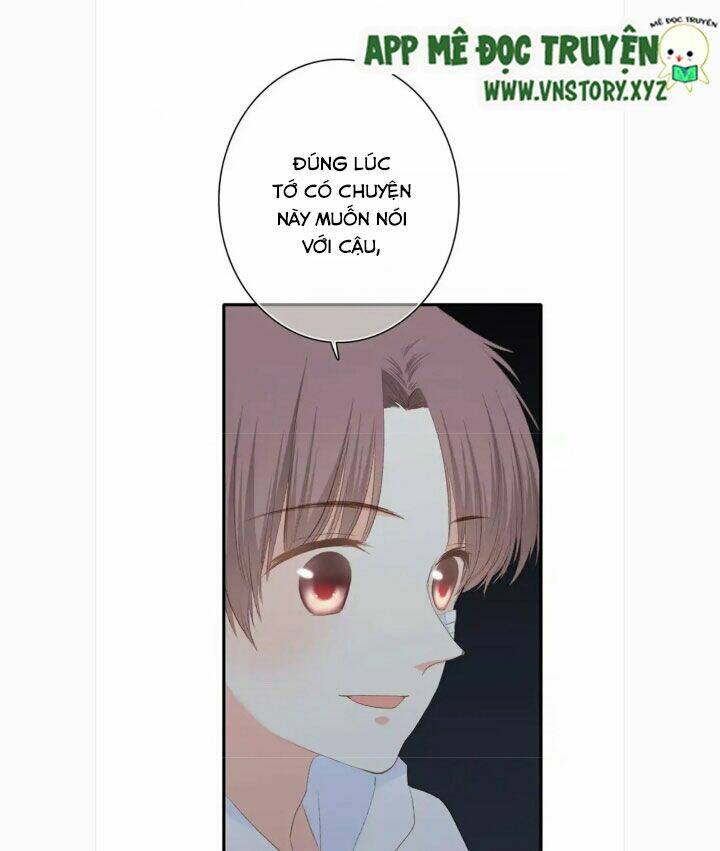 MÊ ĐỌC TRUYỆN
APP MÊ ĐỌC TRUYỆN
WWW.VNSTORY.XYZ
ĐÚNG LÚC
TỚ CÓ CHUYỆN
NÀY MUỐN NÓI
VỚI CẬU,